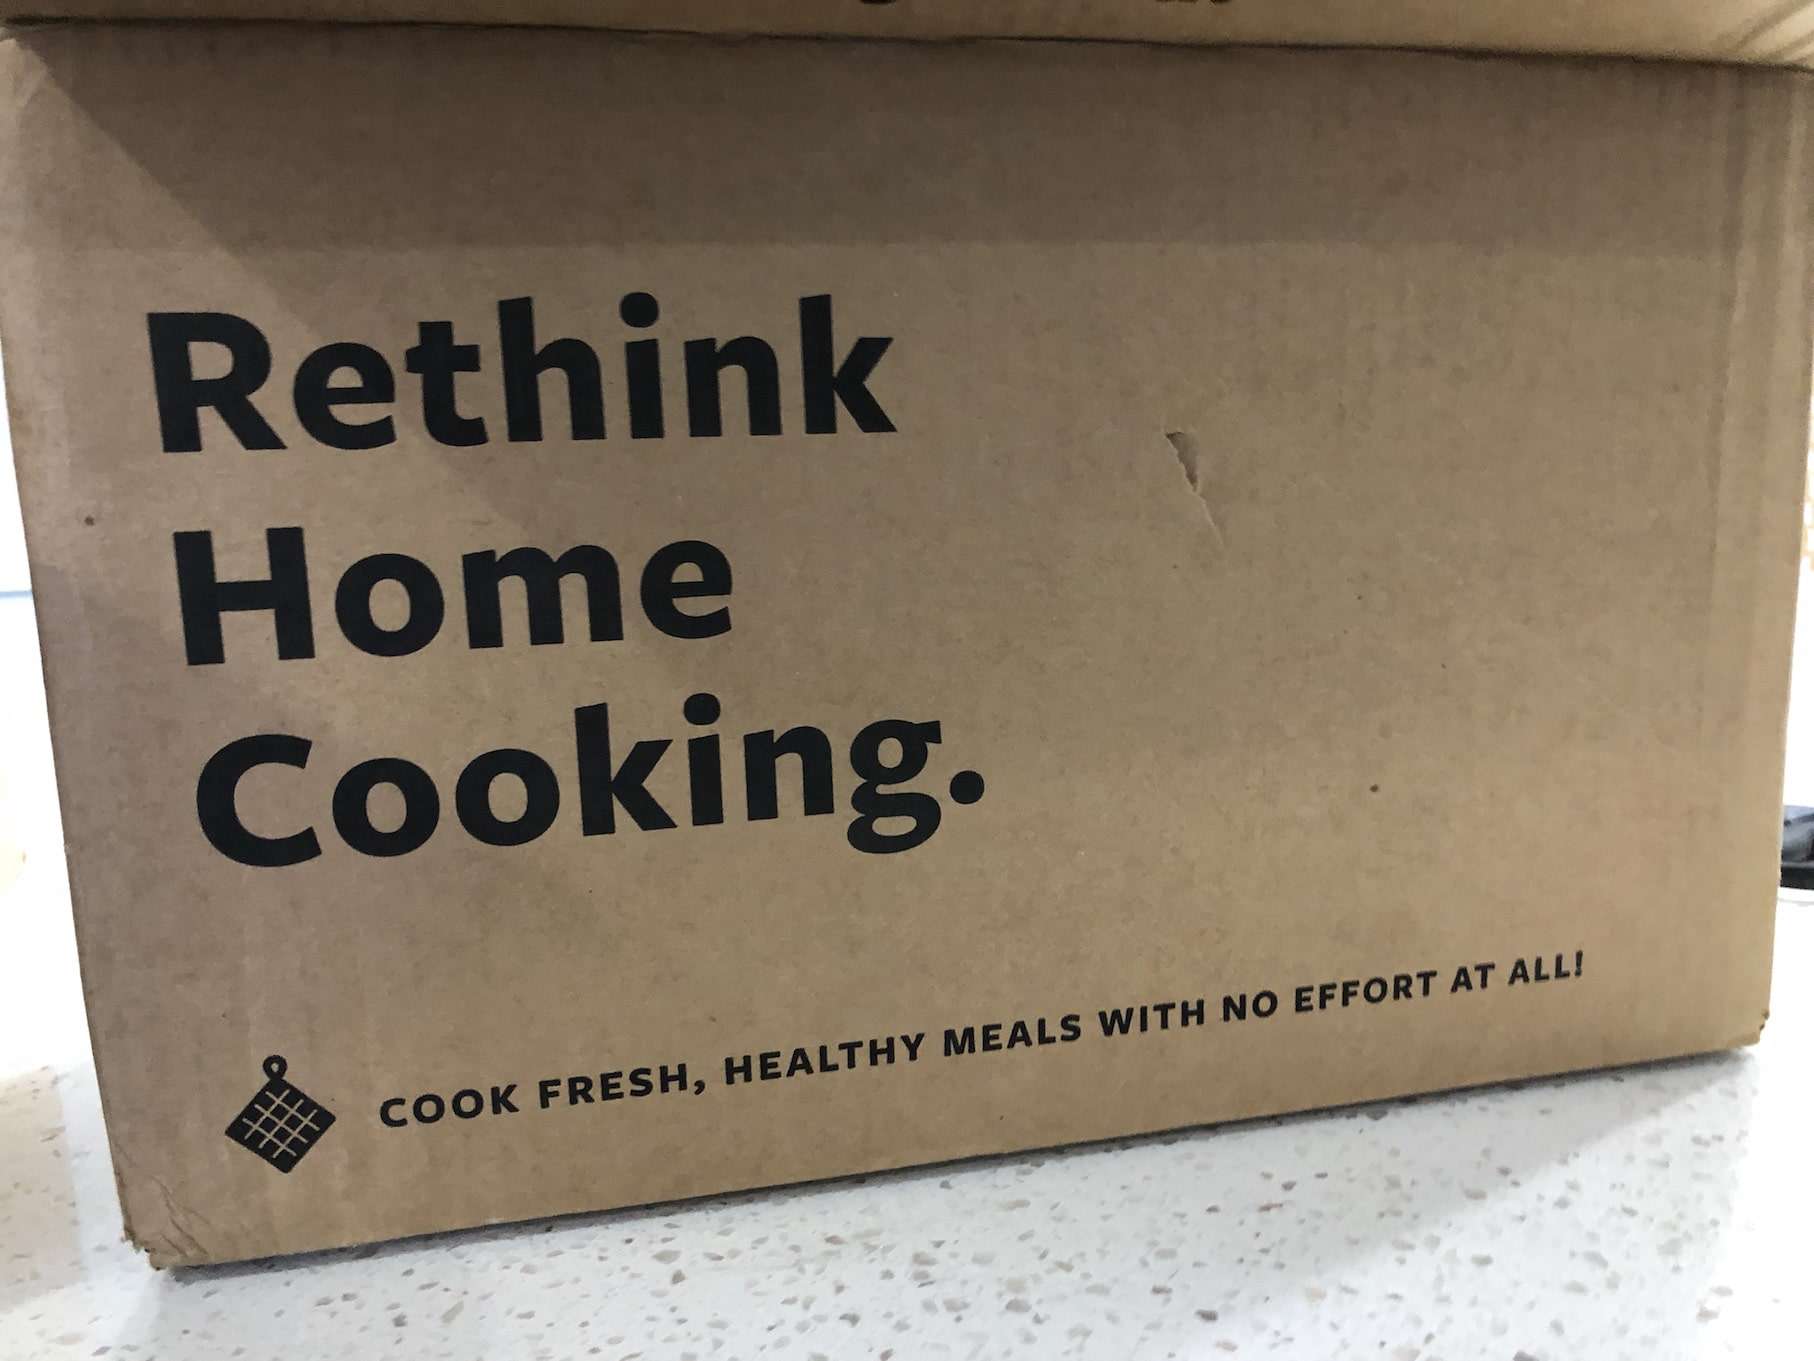 Rethink
Home
Cooking.
COOK FRESH, HEALTHY MEALS WITH NO EFFORT AT ALL!